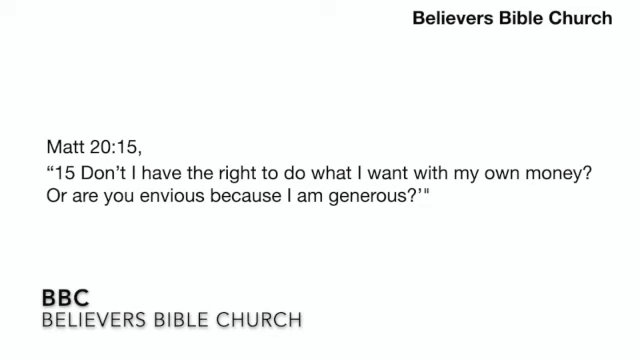 Believers Bible Church
Matt 20:15,
“15 Don’t I have the right to do what I want with my own money?
Or are you envious because I am generous?’"
BBC
BELIEVERS BIBLE CHURCH